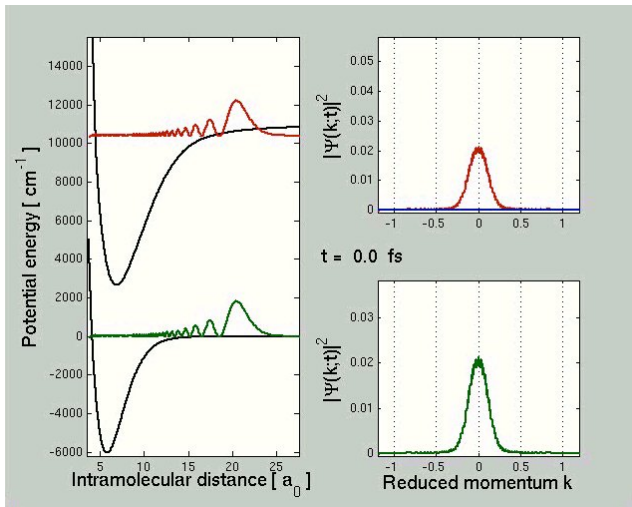 14000
12000
10000
8000
6000
4000
2000
0
-2000
-4000
-6000
Potential energy [ cm⁻¹ ]
5 10 15 20 25
Intramolecular distance [ a₀ ]
0.05
0.04
0.03
0.02
0.01
0
|Ψ(k;t)|²
-1 -0.5 0 0.5 1
t = 0.0 fs
0.03
0.02
0.01
0
|Ψ(k;t)|²
-1 -0.5 0 0.5 1
Reduced momentum k